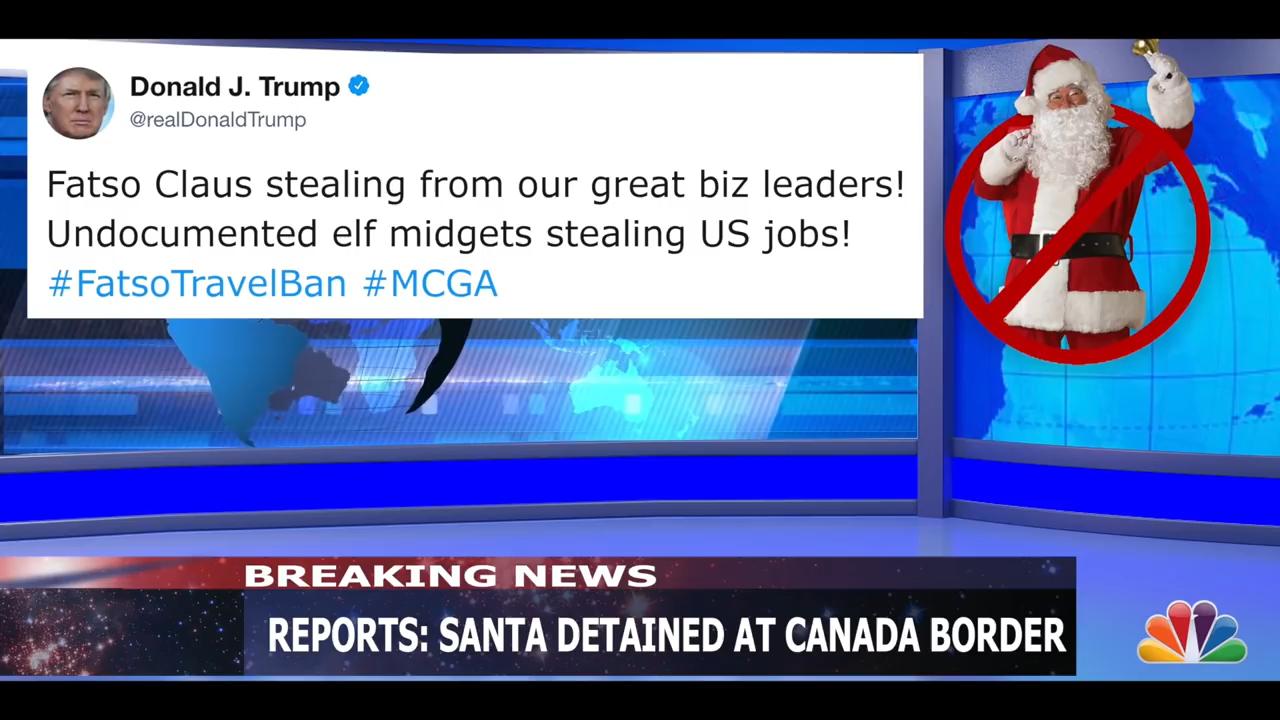 Donald J. Trump
@realDonaldTrump
Fatso Claus stealing from our great biz leaders!
Undocumented elf midgets stealing US jobs!
#FatsoTravelBan #MCGA
BREAKING NEWS
REPORTS: SANTA DETAINED AT CANADA BORDER